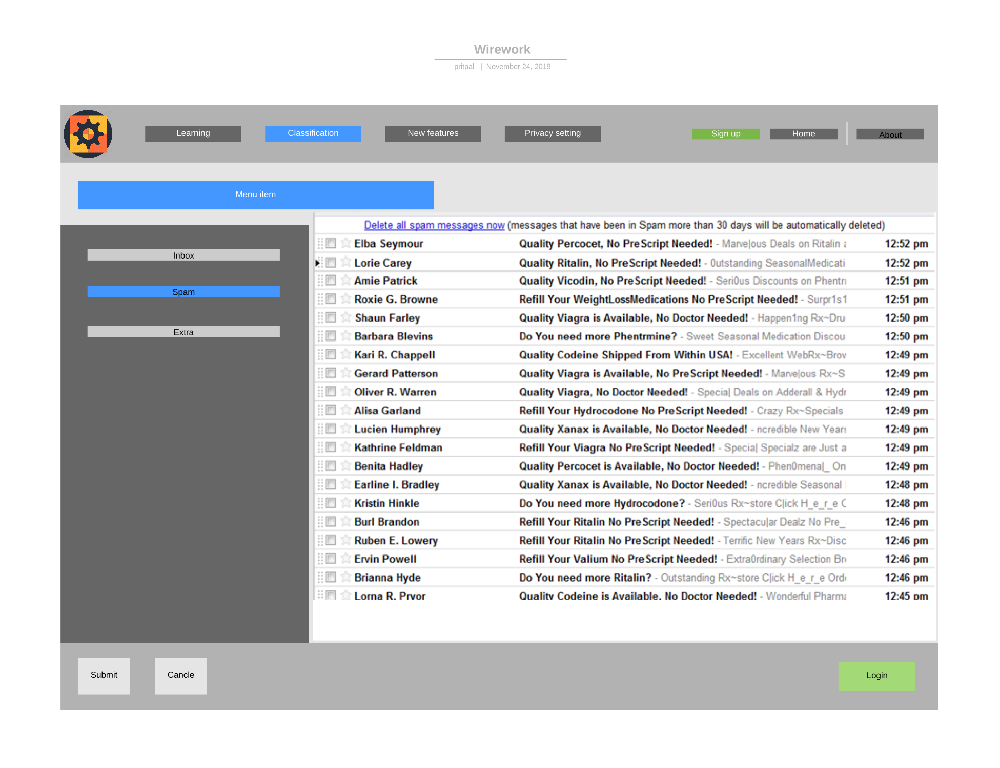 Wirework
pritpal | November 24, 2019
Learning Classification New features Privacy setting Sign up Home About
Menu item
Delete all spam messages now (messages that have been in Spam more than 30 days will be automatically deleted)
Inbox
Spam
Extra
Elba Seymour Quality Percocet, No PreScript Needed! - Marve|ous Deals on Ritalin 12:52 pm
Lorie Carey Quality Ritalin, No PreScript Needed! - 0utstanding SeasonalMedicati 12:52 pm
Amie Patrick Quality Vicodin, No PreScript Needed! - Seri0us Discounts on Phentr 12:51 pm
Roxie G. Browne Refill Your WeightLossMedications No PreScript Needed! - Surpr1s1 12:51 pm
Shaun Farley Quality Viagra is Available, No Doctor Needed! - Happen1ng Rx~Dru 12:50 pm
Barbara Blevins Do You need more Phentrmine? - Sweet Seasonal Medication Discou 12:50 pm
Kari R. Chappell Quality Codeine Shipped From Within USA! - Excellent WebRx~Brow 12:49 pm
Gerard Patterson Quality Viagra is Available, No PreScript Needed! - Marve|ous Rx~S 12:49 pm
Oliver R. Warren Quality Viagra, No Doctor Needed! - Specia| Deals on Adderall & Hydr 12:49 pm
Alisa Garland Refill Your Hydrocodone No PreScript Needed! - Crazy Rx~Specials 12:49 pm
Lucien Humphrey Quality Xanax is Available, No Doctor Needed! - ncredible New Years 12:49 pm
Kathrine Feldman Refill Your Viagra No PreScript Needed! - Specia| Specialz are Just a 12:49 pm
Benita Hadley Quality Percocet is Available, No Doctor Needed! - Phen0mena|_ On 12:49 pm
Earline I. Bradley Quality Xanax is Available, No Doctor Needed! - ncredible Seasonal 12:48 pm
Kristin Hinkle Do You need more Hydrocodone? - Seri0us Rx~store C|ick H_e_r_e 12:48 pm
Burl Brandon Refill Your Ritalin No PreScript Needed! - Spectacu|ar Dealz No Pre_ 12:46 pm
Ruben E. Lowery Refill Your Ritalin No PreScript Needed! - Terrific New Years Rx~Disc 12:46 pm
Ervin Powell Refill Your Valium No PreScript Needed! - Extra0rdinary Selection Br 12:46 pm
Brianna Hyde Do You need more Ritalin? - Outstanding Rx~store C|ick H_e_r_e Ord 12:46 pm
Lorna R. Pryor Quality Codeine is Available, No Doctor Needed! - Wonderful Pharm 12:45 pm
Submit Cancle Login